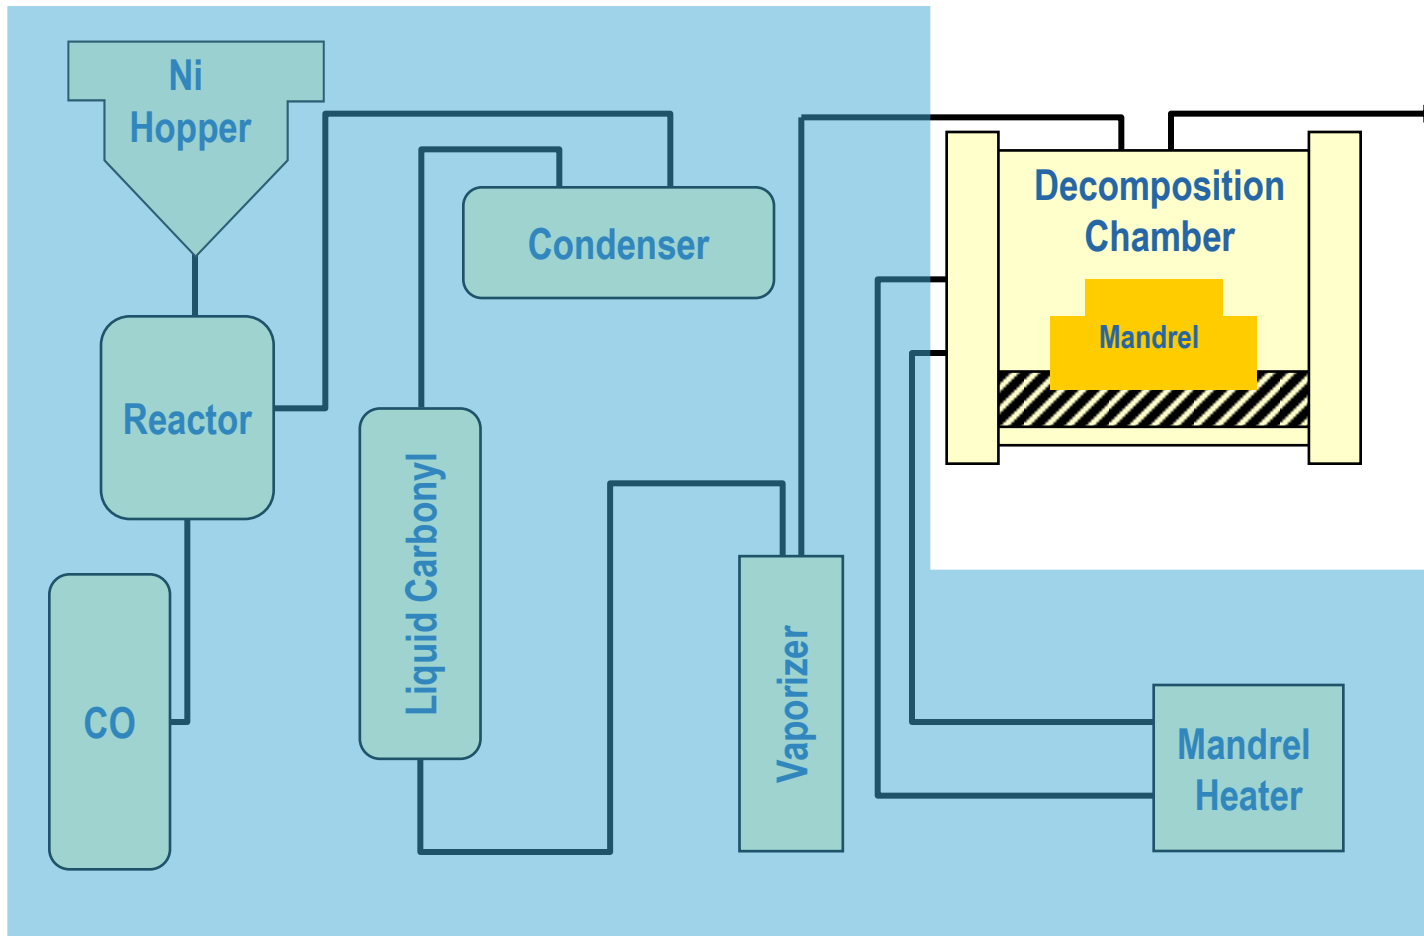 Ni
Hopper
Decomposition
Chamber
Condenser
Mandrel
Reactor
Liquid Carbonyl
CO
Vaporizer
Mandrel
Heater